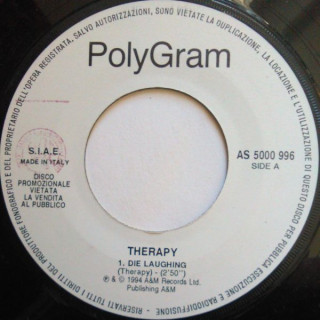 SALVO AUTORIZZAZIONI, SONO VIETATE LA DUPLICAZIONE, LA LOCAZIONE E L'UTILIZZAZIONE DI QUESTO DISCO PER PUBBLICA ESECUZIONE E RADIODIFFUSIONE
RISERVATI TUTTI I DIRITTI DEL PRODUTTORE FONOGRAFICO E DEL PROPRIETARIO DELL'OPERA REGISTRATA,
PolyGram
S.I.A.E.
MADE IN ITALY
DISCO
PROMOZIONALE
VIETATA
LA VENDITA
AL PUBBLICO
AS 5000 996
SIDE A
THERAPY
1. DIE LAUGHING
(Therapy) - (2'50'')
℗ & © 1994 A&M Records Ltd.
Publishing A&M